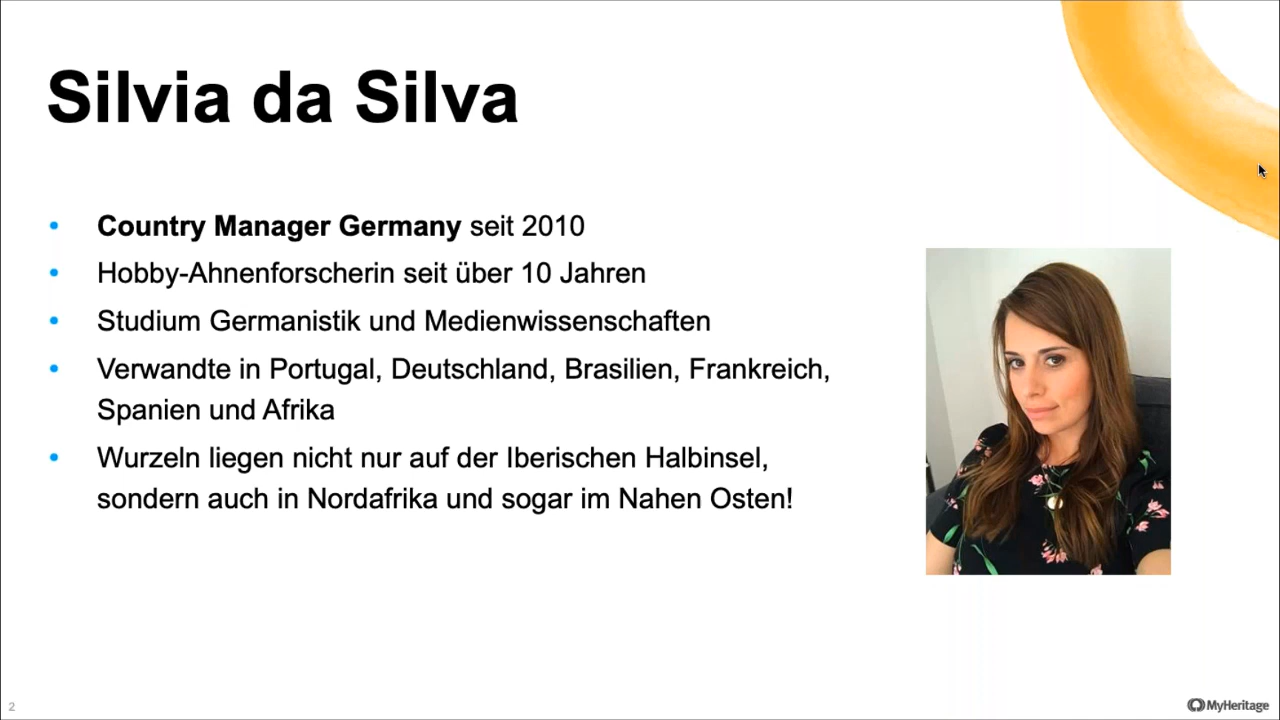 Silvia da Silva
• Country Manager Germany seit 2010
• Hobby-Ahnenforscherin seit über 10 Jahren
• Studium Germanistik und Medienwissenschaften
• Verwandte in Portugal, Deutschland, Brasilien, Frankreich,
Spanien und Afrika
• Wurzeln liegen nicht nur auf der Iberischen Halbinsel,
sondern auch in Nordafrika und sogar im Nahen Osten!
2
MyHeritage